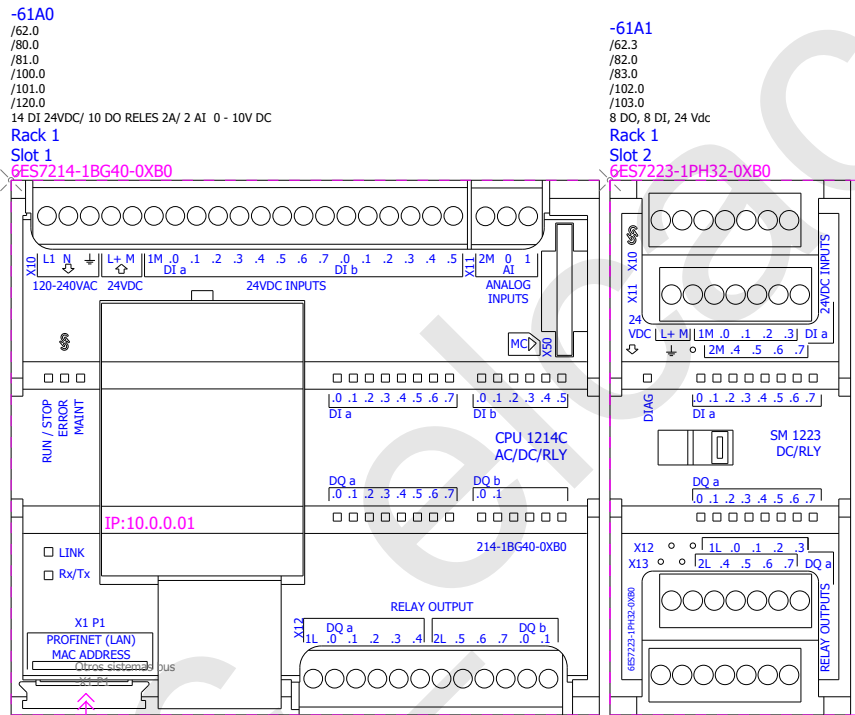 -61A0
/62.0
/80.0
/81.0
/100.0
/101.0
/120.0
14 DI 24VDC/ 10 DO RELES 2A/ 2 AI 0 - 10V DC
Rack 1
Slot 1
6ES7214-1BG40-0XB0
X10
L1 N L+ M 1M .0 .1 .2 .3 .4 .5 .6 .7 .0 .1 .2 .3 .4 .5
DI a DI b
X11
2M 0 1
AI
120-240VAC 24VDC 24VDC INPUTS
ANALOG
INPUTS
MC
X50
RUN / STOP
ERROR
MAINT
.0 .1 .2 .3 .4 .5 .6 .7 .0 .1 .2 .3 .4 .5
DI a DI b
CPU 1214C
AC/DC/RLY
DQ a DQ b
.0 .1 .2 .3 .4 .5 .6 .7 .0 .1
IP:10.0.0.01
214-1BG40-0XB0
LINK
Rx/Tx
RELAY OUTPUT
X12
DQ a DQ b
1L .0 .1 .2 .3 .4 2L .5 .6 .7 .0 .1
X1 P1
PROFINET (LAN)
MAC ADDRESS
Otros sistemas bus
-X1 P1
-61A1
/62.3
/82.0
/83.0
/102.0
/103.0
8 DO, 8 DI, 24 Vdc
Rack 1
Slot 2
6ES7223-1PH32-0XB0
X10
X11
24VDC INPUTS
24
VDC L+ M 1M .0 .1 .2 .3 DI a
2M .4 .5 .6 .7
DIAG
.0 .1 .2 .3 .4 .5 .6 .7
DI a
SM 1223
DC/RLY
DQ a
.0 .1 .2 .3 .4 .5 .6 .7
X12 1L .0 .1 .2 .3
X13 2L .4 .5 .6 .7 DQ a
6ES7223-1PH32-0XB0
RELAY OUTPUTS
elcac